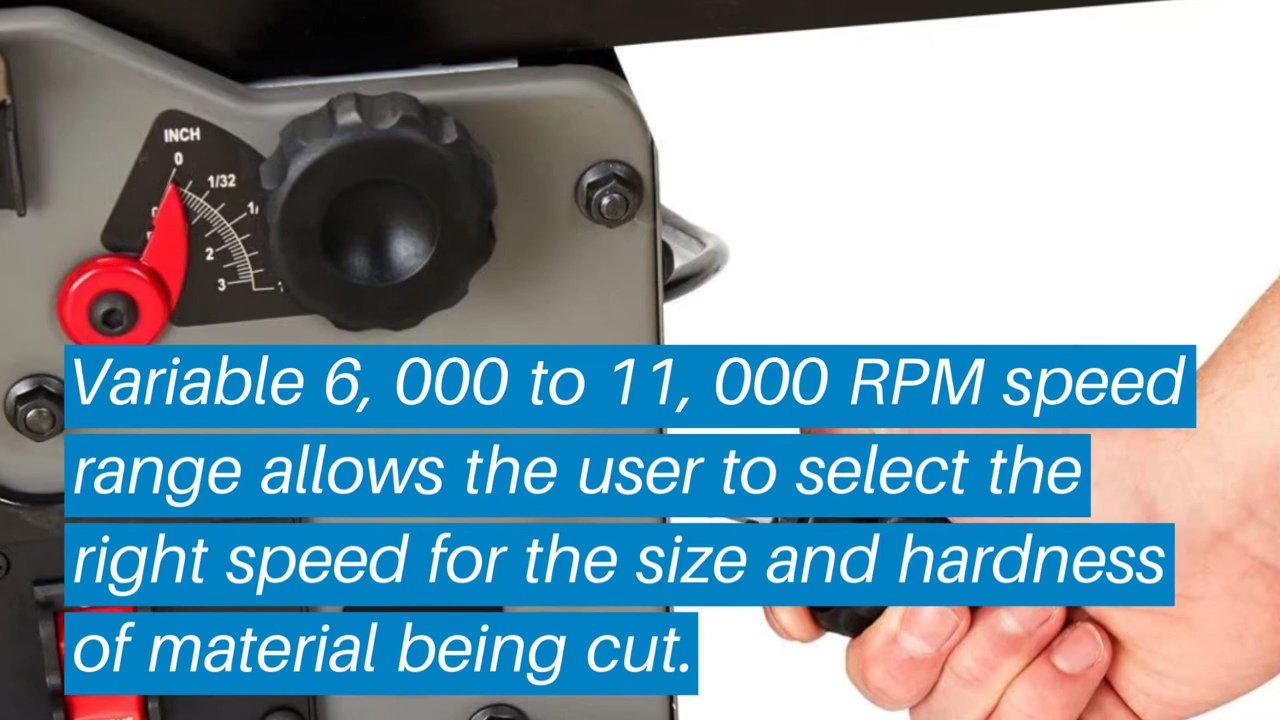 INCH
0
1/32
2
3
Variable 6, 000 to 11, 000 RPM speed
range allows the user to select the
right speed for the size and hardness
of material being cut.